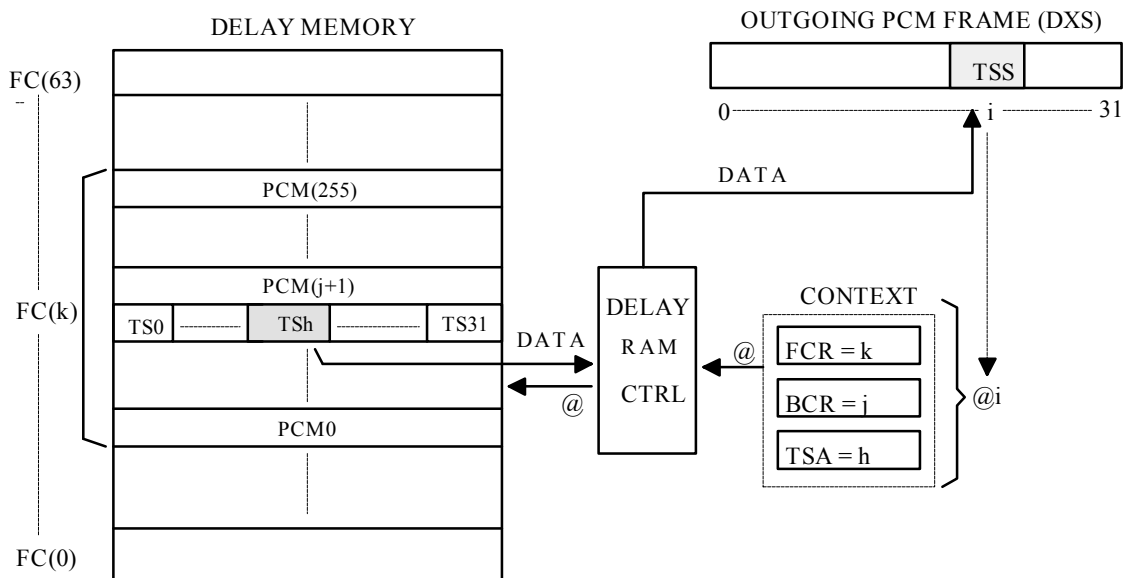 DELAY MEMORY
OUTGOING PCM FRAME (DXS)
FC(63)
TSS
0
i
31
PCM(255)
DATA
PCM(j+1)
FC(k)
TS0
TSh
TS31
DATA
DELAY
RAM
CTRL
@
@
CONTEXT
FCR = k
BCR = j
TSA = h
@i
PCM0
FC(0)